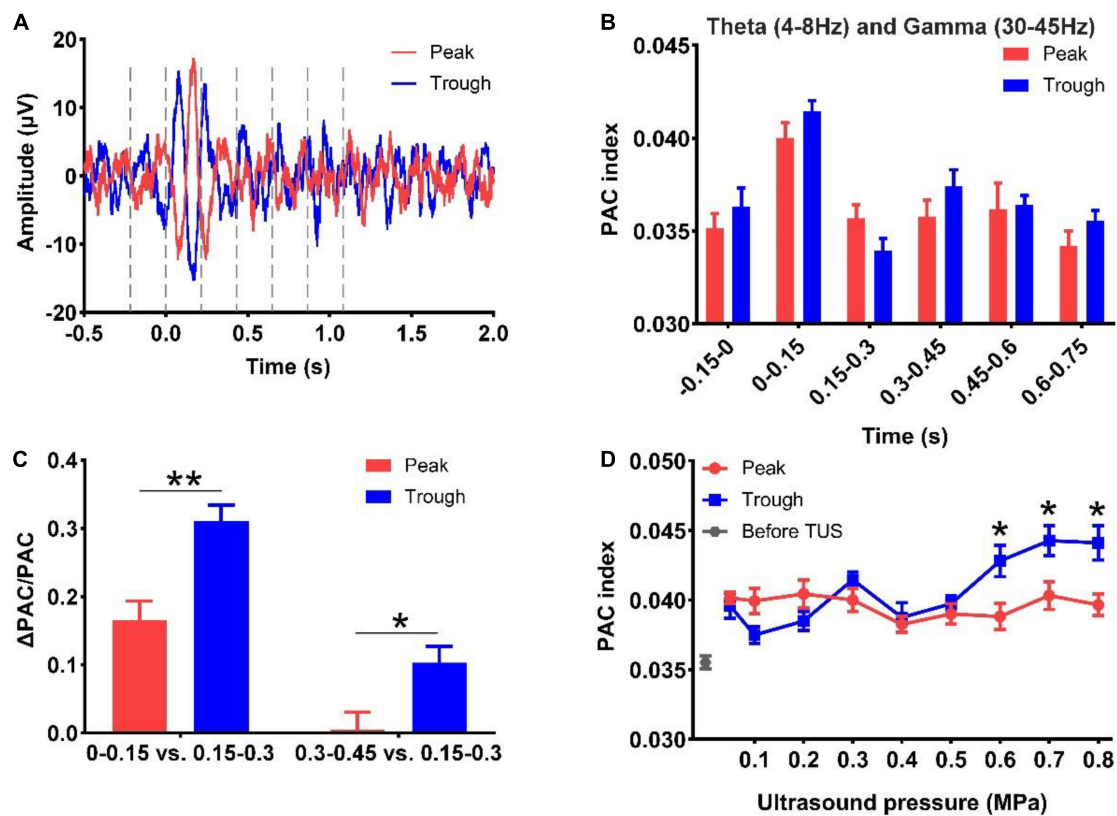 A
20
10
0
-10
-20
Amplitude (μV)
Peak
Trough
-0.5 0.0 0.5 1.0 1.5 2.0
Time (s)
B
Theta (4-8Hz) and Gamma (30-45Hz)
0.045
0.040
0.035
0.030
PAC index
Peak
Trough
-0.15-0 0-0.15 0.15-0.3 0.3-0.45 0.45-0.6 0.6-0.75
Time (s)
C
0.4
0.3
0.2
0.1
0.0
ΔPAC/PAC
Peak
Trough
**
*
0-0.15 vs. 0.15-0.3 0.3-0.45 vs. 0.15-0.3
D
0.050
0.045
0.040
0.035
0.030
PAC index
Peak
Trough
Before TUS
* * *
0.1 0.2 0.3 0.4 0.5 0.6 0.7 0.8
Ultrasound pressure (MPa)